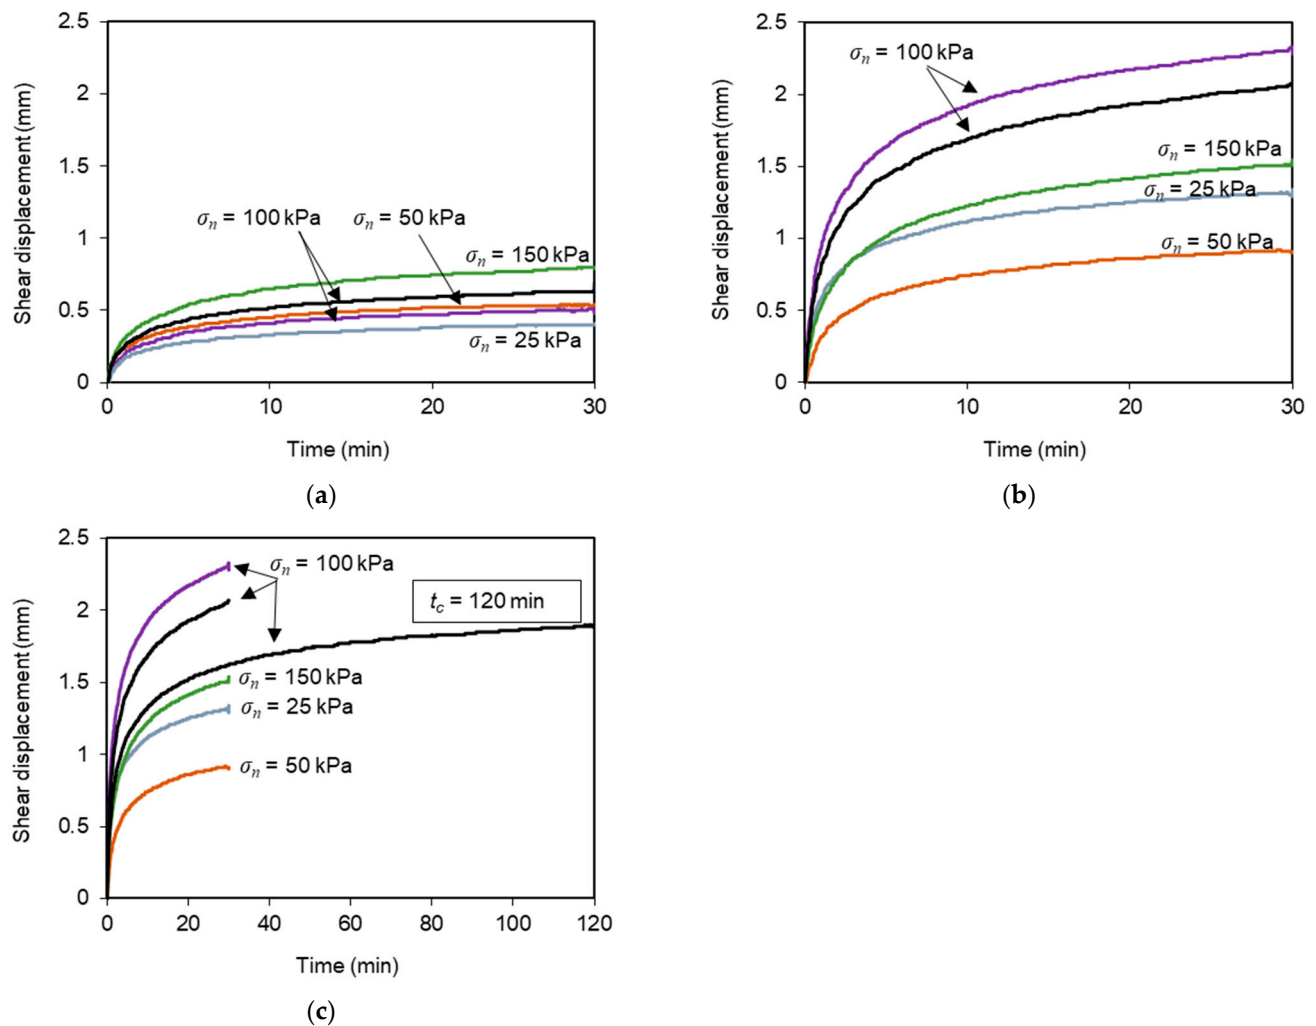 2.5
2
1.5
1
0.5
0
Shear displacement (mm)
σn = 100 kPa
σn = 50 kPa
σn = 150 kPa
σn = 25 kPa
0 10 20 30
Time (min)
(a)
2.5
2
1.5
1
0.5
0
Shear displacement (mm)
σn = 100 kPa
σn = 150 kPa
σn = 25 kPa
σn = 50 kPa
0 10 20 30
Time (min)
(b)
2.5
2
1.5
1
0.5
0
Shear displacement (mm)
σn = 100 kPa
tc = 120 min
σn = 150 kPa
σn = 25 kPa
σn = 50 kPa
0 20 40 60 80 100 120
Time (min)
(c)